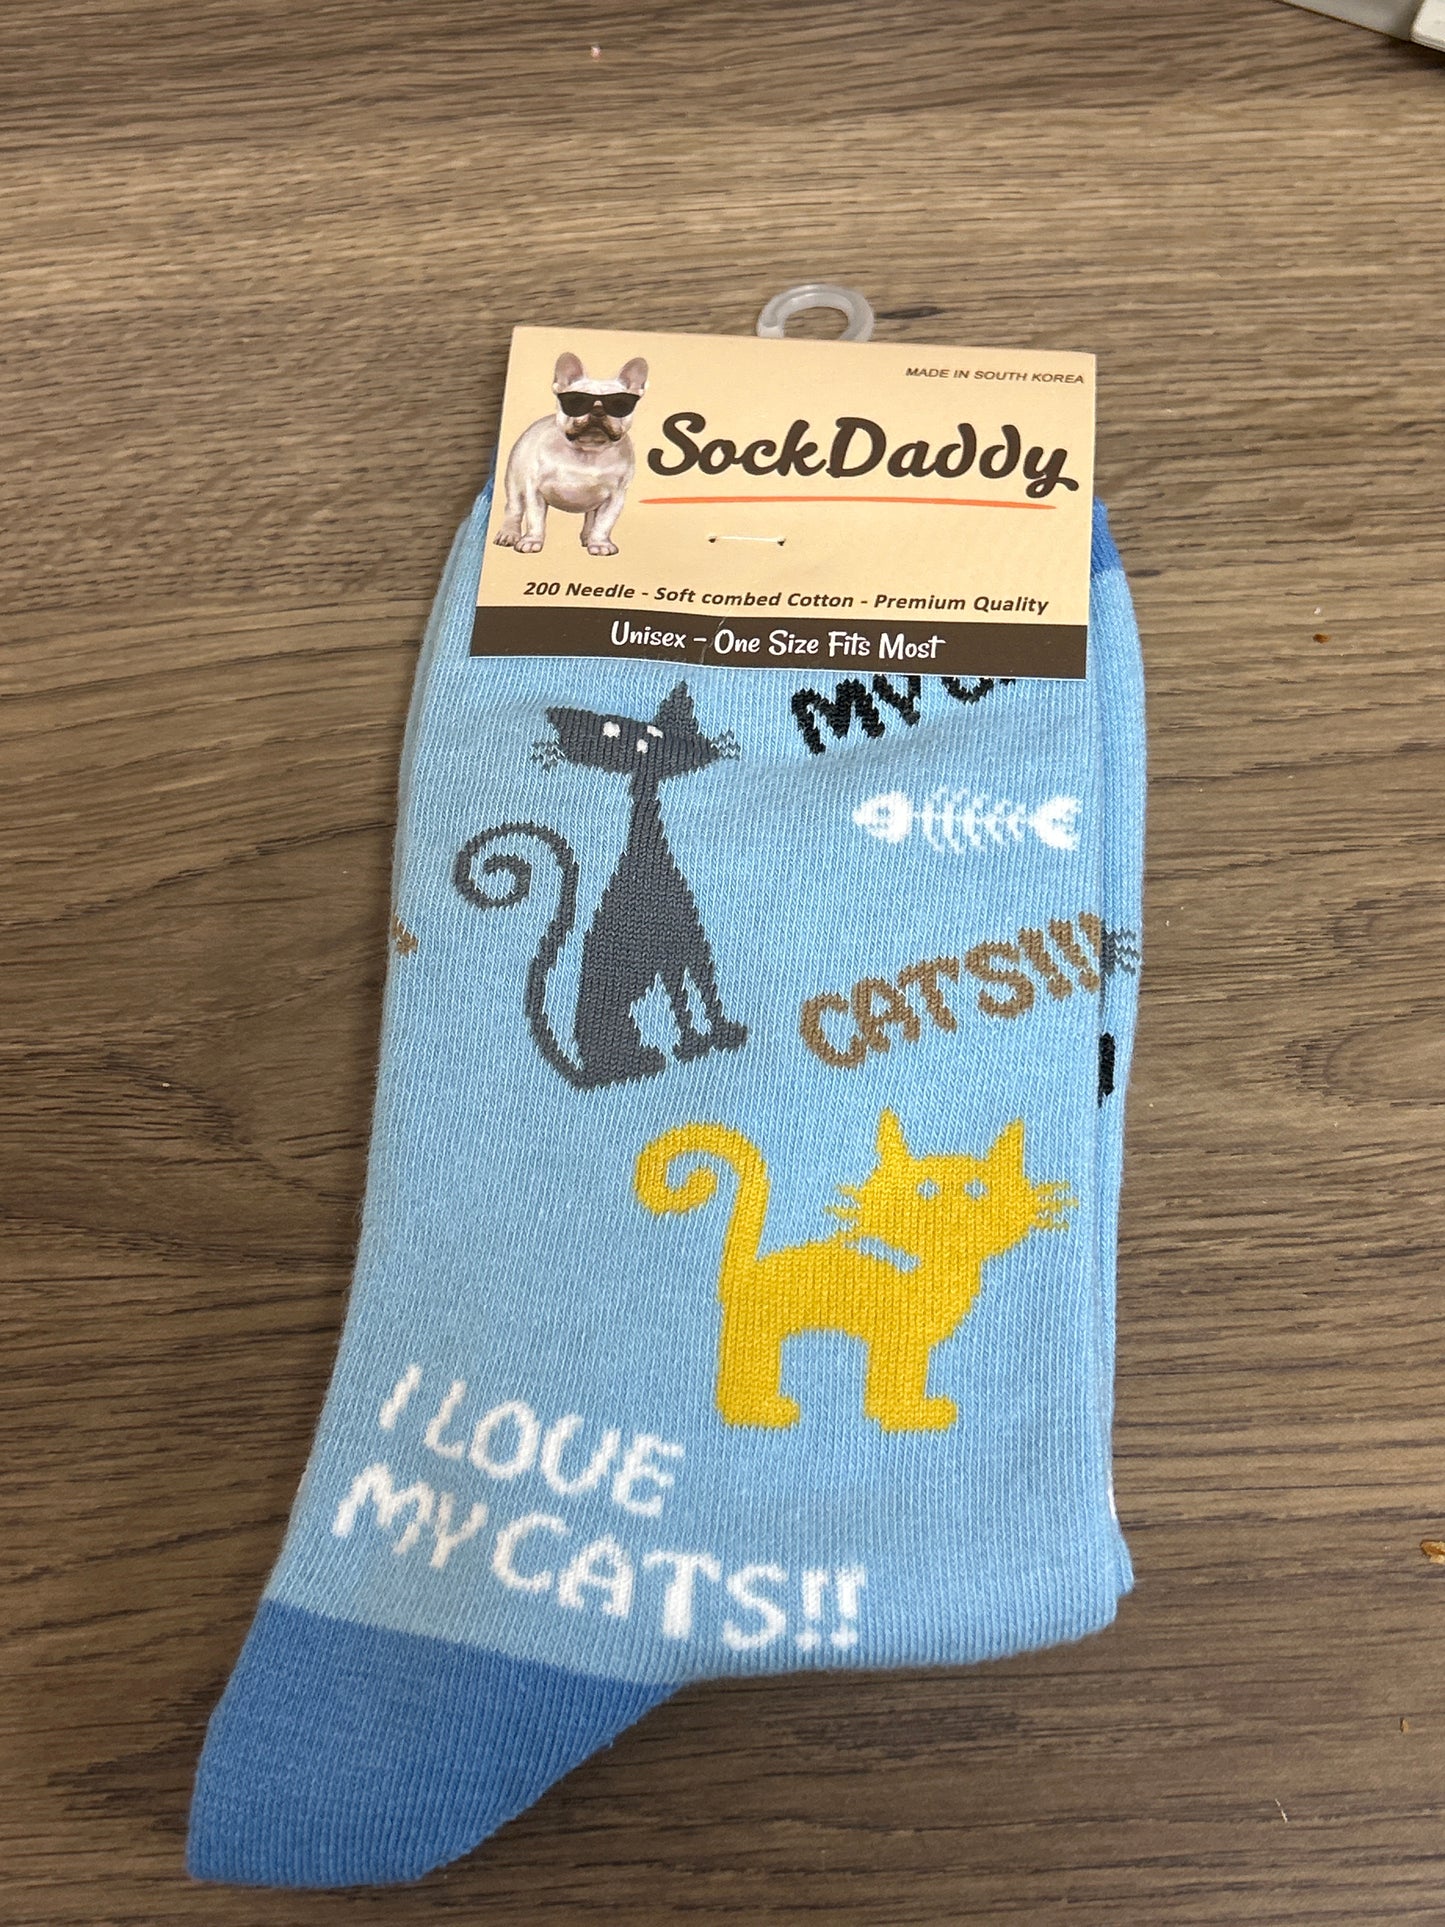 MADE IN SOUTH KOREA
SockDaddy
200 Needle - Soft combed Cotton - Premium Quality
Unisex - One Size Fits Most
MY
CATS!!!
I LOVE
MY CATS!!